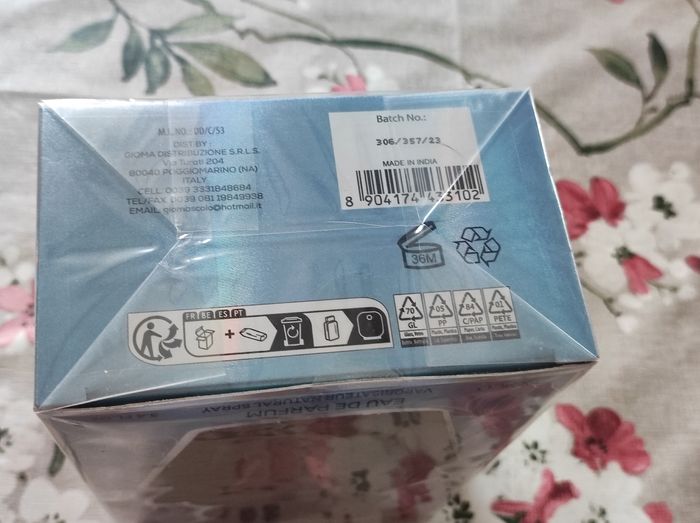 M.L.NO.: DD/C/53
DIST BY:
GIOMA DISTRIBUZIONE S.R.L.S.
Via Turati 204
80040 POGGIOMARINO (NA)
ITALY
CELL. 0039 3331848684
TEL/FAX 0039 081 19849938
EMAIL: giomascolo@hotmail.it
Batch No.:
306/357/23
MADE IN INDIA
8 904174 433102
36M
FR BE ES PT
+
70 05 84 01
GL PP C/PAP PETE
EAU DE PARFUM
VAPORISATEUR NATURAL SPRAY